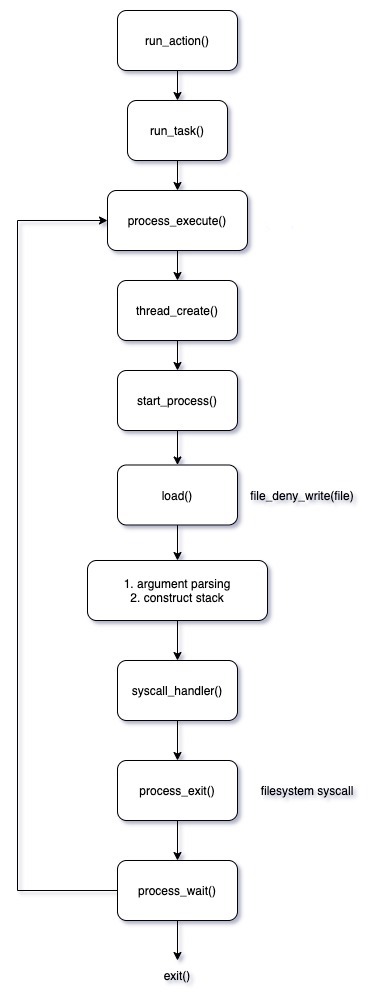 run_action()
run_task()
process_execute()
thread_create()
start_process()
load()
file_deny_write(file)
1. argument parsing
2. construct stack
syscall_handler()
process_exit()
filesystem syscall
process_wait()
exit()